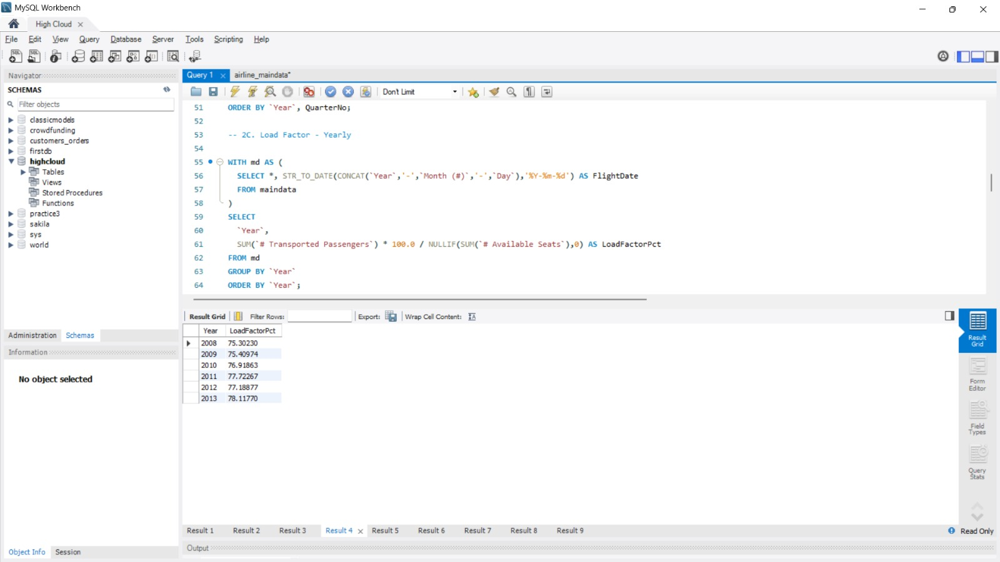 MySQL Workbench
High Cloud
File Edit View Query Database Server Tools Scripting Help
Navigator
SCHEMAS
Filter objects
classicmodels
crowdfunding
customers_orders
firstdb
highcloud
Tables
Views
Stored Procedures
Functions
practice3
sakila
sys
world
Administration Schemas
Information
No object selected
Object Info Session
Query 1 airline_maindata*
Don't Limit
51 ORDER BY `Year`, QuarterNo;
52
53 -- 2C. Load Factor - Yearly
54
55 WITH md AS (
56 SELECT *, STR_TO_DATE(CONCAT(`Year`,'-',`Month (#)`,'-',`Day`),'%Y-%m-%d') AS FlightDate
57 FROM maindata
58 )
59 SELECT
60 `Year`,
61 SUM(`# Transported Passengers`) * 100.0 / NULLIF(SUM(`# Available Seats`),0) AS LoadFactorPct
62 FROM md
63 GROUP BY `Year`
64 ORDER BY `Year`;
Result Grid Filter Rows: Export: Wrap Cell Content:
Year LoadFactorPct
2008 75.30230
2009 75.40974
2010 76.91863
2011 77.72267
2012 77.18877
2013 78.11770
Result
Grid
Form
Editor
Field
Types
Query
Stats
Result 1 Result 2 Result 3 Result 4 Result 5 Result 6 Result 7 Result 8 Result 9
Read Only
Output